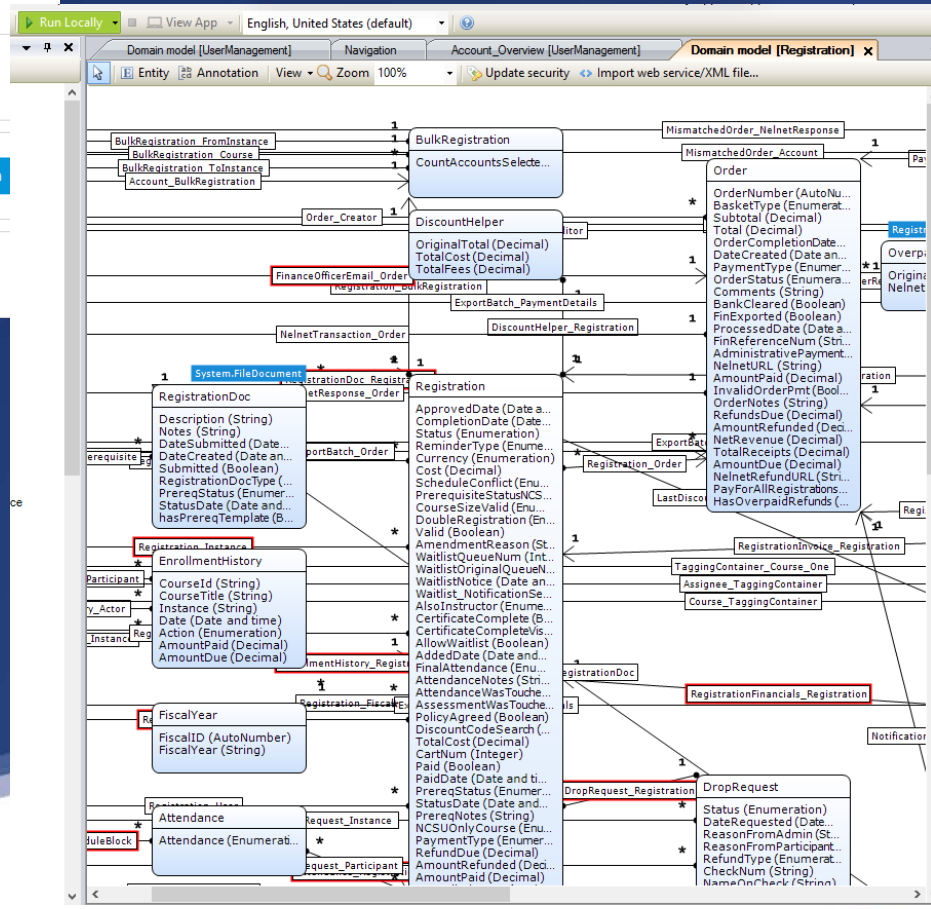 Run Locally
View App
English, United States (default)
Domain model [UserManagement]
Navigation
Account_Overview [UserManagement]
Domain model [Registration]
Entity
Annotation
View
Zoom 100%
Update security
Import web service/XML file...
BulkRegistration_FromInstance
BulkRegistration_Course
BulkRegistration_ToInstance
Account_BulkRegistration
BulkRegistration
CountAccountsSelecte...
MismatchedOrder_NelnetResponse
MismatchedOrder_Account
Order_Creator
DiscountHelper
OriginalTotal (Decimal)
TotalCost (Decimal)
TotalFees (Decimal)
FinanceOfficerEmail_Order
Registration_BulkRegistration
ExportBatch_PaymentDetails
DiscountHelper_Registration
NelnetTransaction_Order
Order
OrderNumber (AutoNu...
BasketType (Enumerat...
Subtotal (Decimal)
Total (Decimal)
OrderCompletionDate...
DateCreated (Date an...
PaymentType (Enumer...
OrderStatus (Enumera...
Comments (String)
BankCleared (Boolean)
FinExported (Boolean)
ProcessedDate (Date a...
FinReferenceNum (Stri...
AdministrativePayment...
NelnetURL (String)
AmountPaid (Decimal)
InvalidOrderPmt (Bool...
OrderNotes (String)
RefundsDue (Decimal)
AmountRefunded (Deci...
NetRevenue (Decimal)
TotalReceipts (Decimal)
AmountDue (Decimal)
NelnetRefundURL (Stri...
PayForAllRegistrations...
HasOverpaidRefunds (...
System.FileDocument
RegistrationDoc
Description (String)
Notes (String)
DateSubmitted (Date...
DateCreated (Date an...
Submitted (Boolean)
RegistrationDocType (...
PrereqStatus (Enumer...
StatusDate (Date and...
hasPrereqTemplate (B...
Registration
ApprovedDate (Date a...
CompletionDate (Date...
Status (Enumeration)
ReminderType (Enume...
Currency (Enumeration)
Cost (Decimal)
ScheduleConflict (Enu...
PrerequisiteStatusNCS...
CourseSizeValid (Enu...
DoubleRegistration (En...
Valid (Boolean)
AmendmentReason (St...
WaitlistQueueNum (Int...
WaitlistOriginalQueueN...
WaitlistNotice (Date an...
Waitlist_NotificationSe...
AlsoInstructor (Enume...
CertificateComplete (B...
CertificateCompleteVis...
AllowWaitlist (Boolean)
AddedDate (Date and...
FinalAttendance (Enu...
AttendanceNotes (Stri...
AttendanceWasTouche...
AssessmentWasTouche...
PolicyAgreed (Boolean)
DiscountCodeSearch (...
TotalCost (Decimal)
CartNum (Integer)
Paid (Boolean)
PaidDate (Date and ti...
PrereqStatus (Enumer...
StatusDate (Date and...
PrereqNotes (String)
NCSUOnlyCourse (Enu...
PaymentType (Enumer...
RefundDue (Decimal)
AmountRefunded (Deci...
AmountPaid (Decimal)
Registration_Order
Registration_Instance
EnrollmentHistory
CourseId (String)
CourseTitle (String)
Instance (String)
Date (Date and time)
Action (Enumeration)
AmountPaid (Decimal)
AmountDue (Decimal)
RegistrationInvoice_Registration
TaggingContainer_Course_One
Assignee_TaggingContainer
Course_TaggingContainer
RegistrationFinancials_Registration
FiscalYear
FiscalID (AutoNumber)
FiscalYear (String)
Attendance
Attendance (Enumerati...
DropRequest_Registration
DropRequest
Status (Enumeration)
DateRequested (Date...
ReasonFromAdmin (St...
ReasonFromParticipant...
RefundType (Enumerat...
CheckNum (String)
NameOnCheck (String)